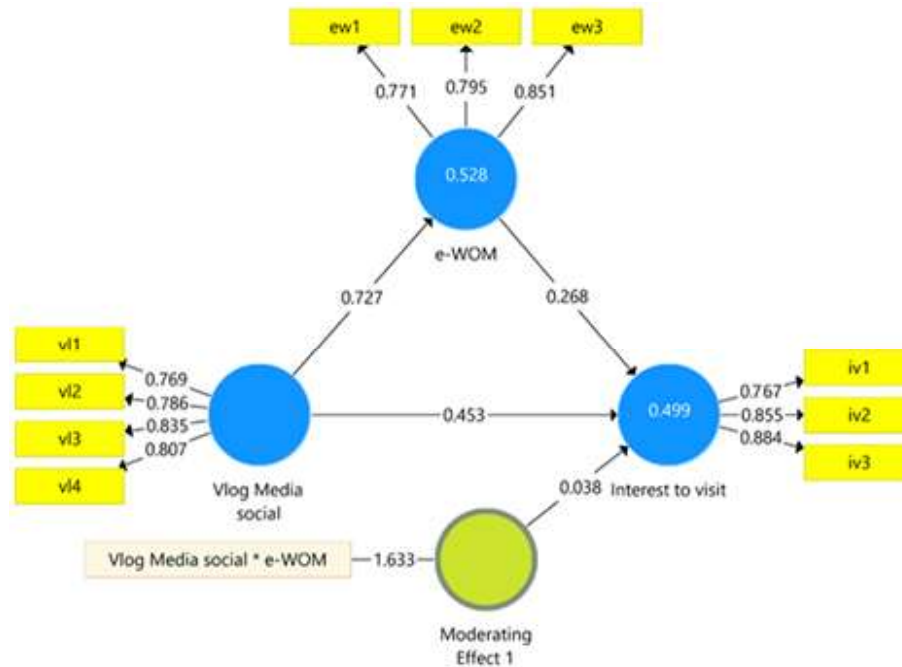 ew1
ew2
ew3
0.771
0.795
0.851
0.528
e-WOM
0.727
0.268
vl1
vl2
vl3
vl4
0.769
0.786
0.835
0.807
Vlog Media
social
0.453
0.499
Interest to visit
0.767
0.855
0.884
iv1
iv2
iv3
0.038
Vlog Media social * e-WOM
1.633
Moderating
Effect 1